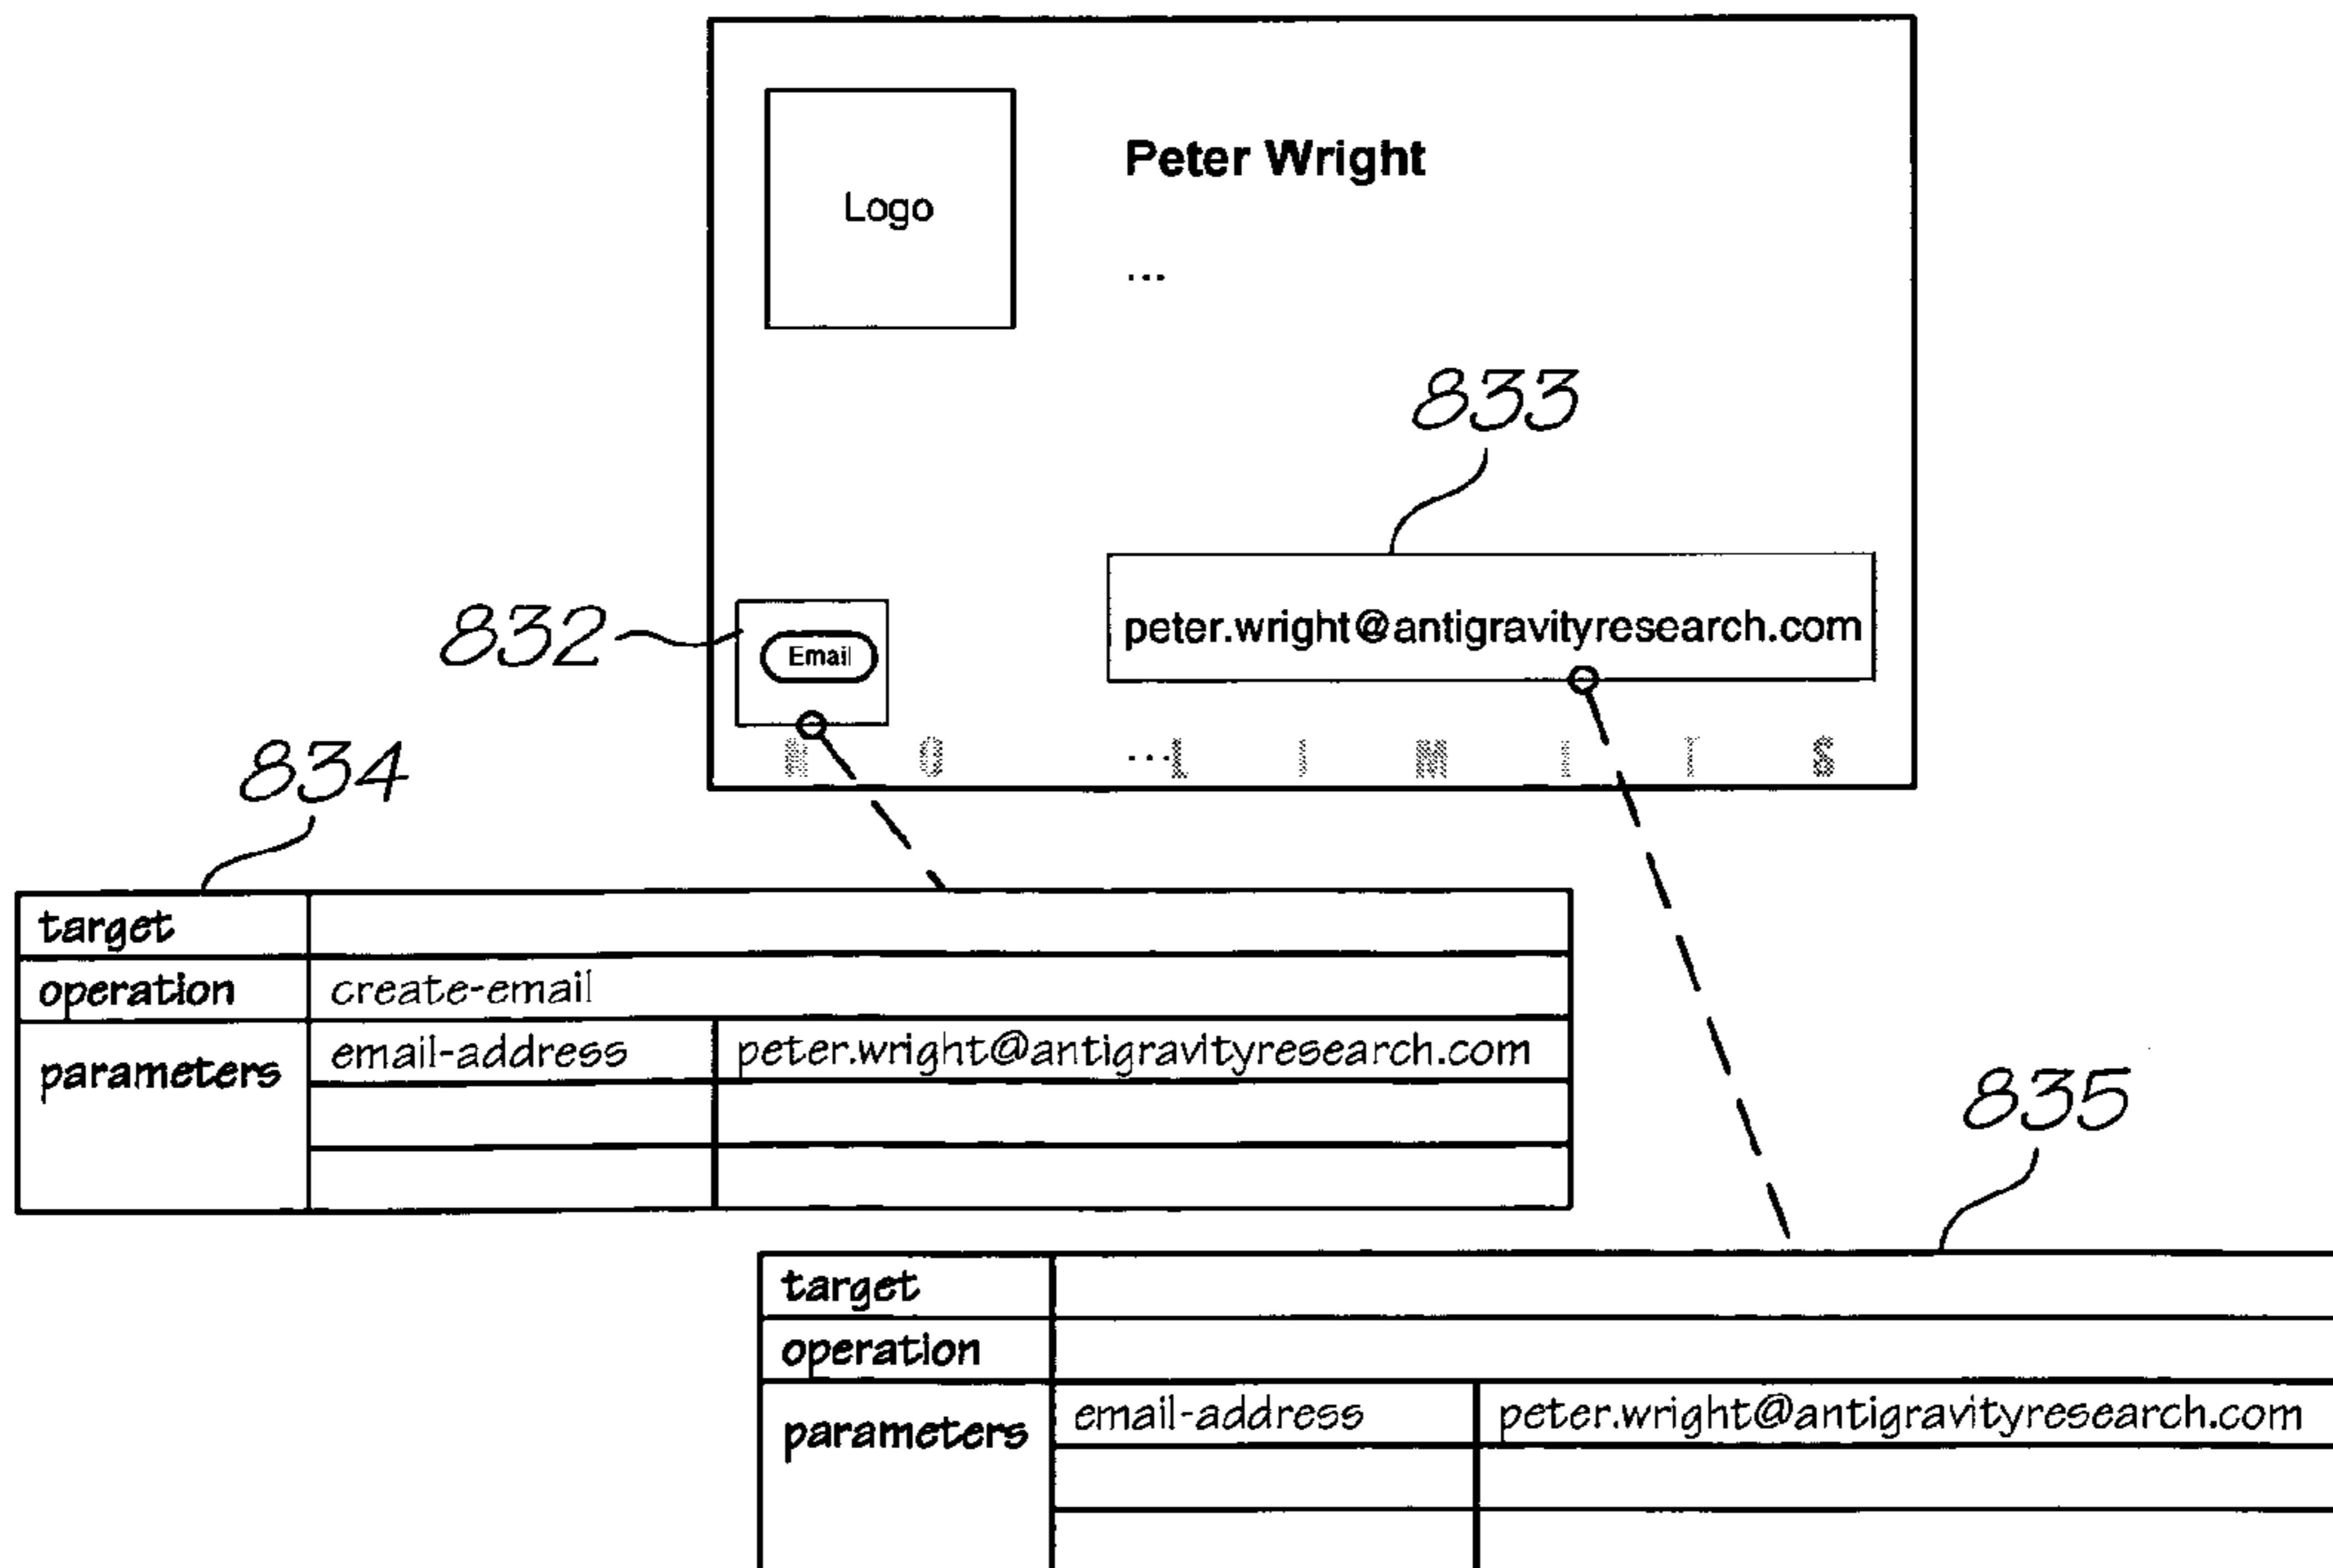 Peter Wright
Logo
...
833
peter.wright@antigravityresearch.com
832
Email
N O ...L I M I T S
834
target
operation create-email
parameters email-address peter.wright@antigravityresearch.com
835
target
operation
parameters email-address peter.wright@antigravityresearch.com